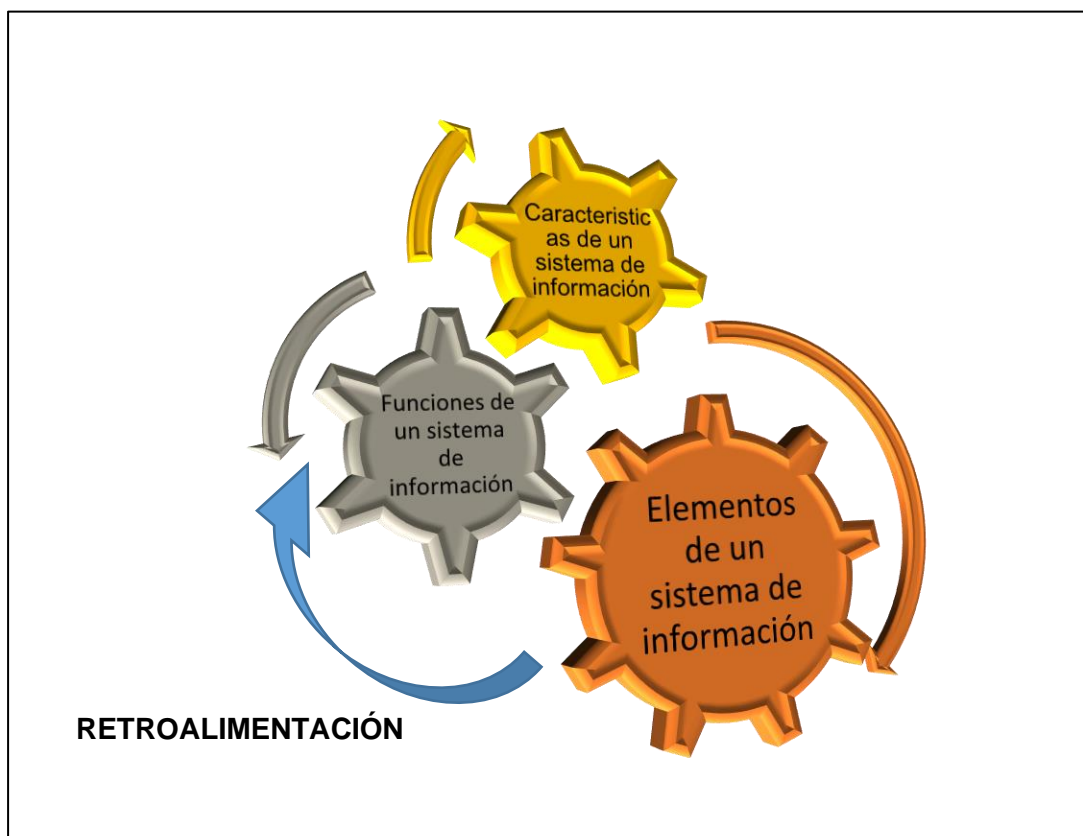 Caracteristic
as de un
sistema de
información
Funciones de
un sistema
de
información
Elementos
de un
sistema de
información
RETROALIMENTACIÓN